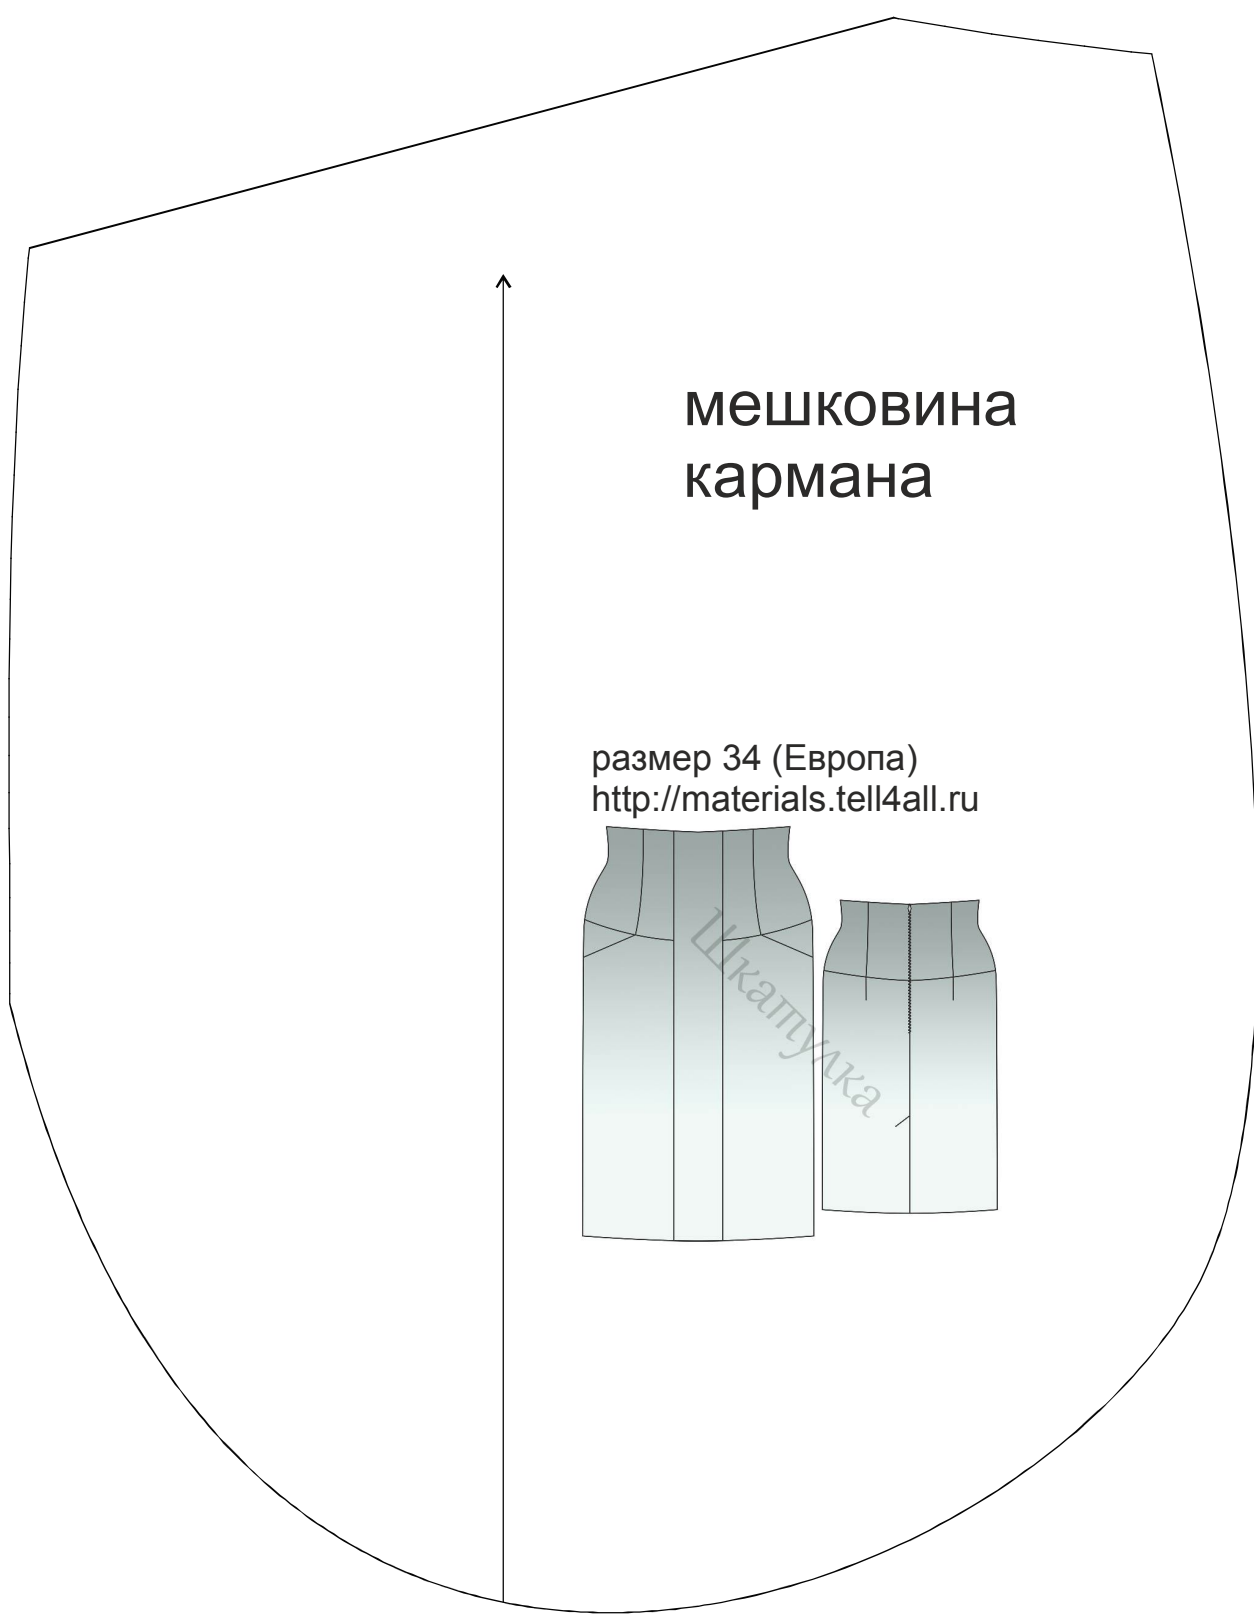 мешковина
кармана
размер 34 (Европа)
http://materials.tell4all.ru
Шкатулка